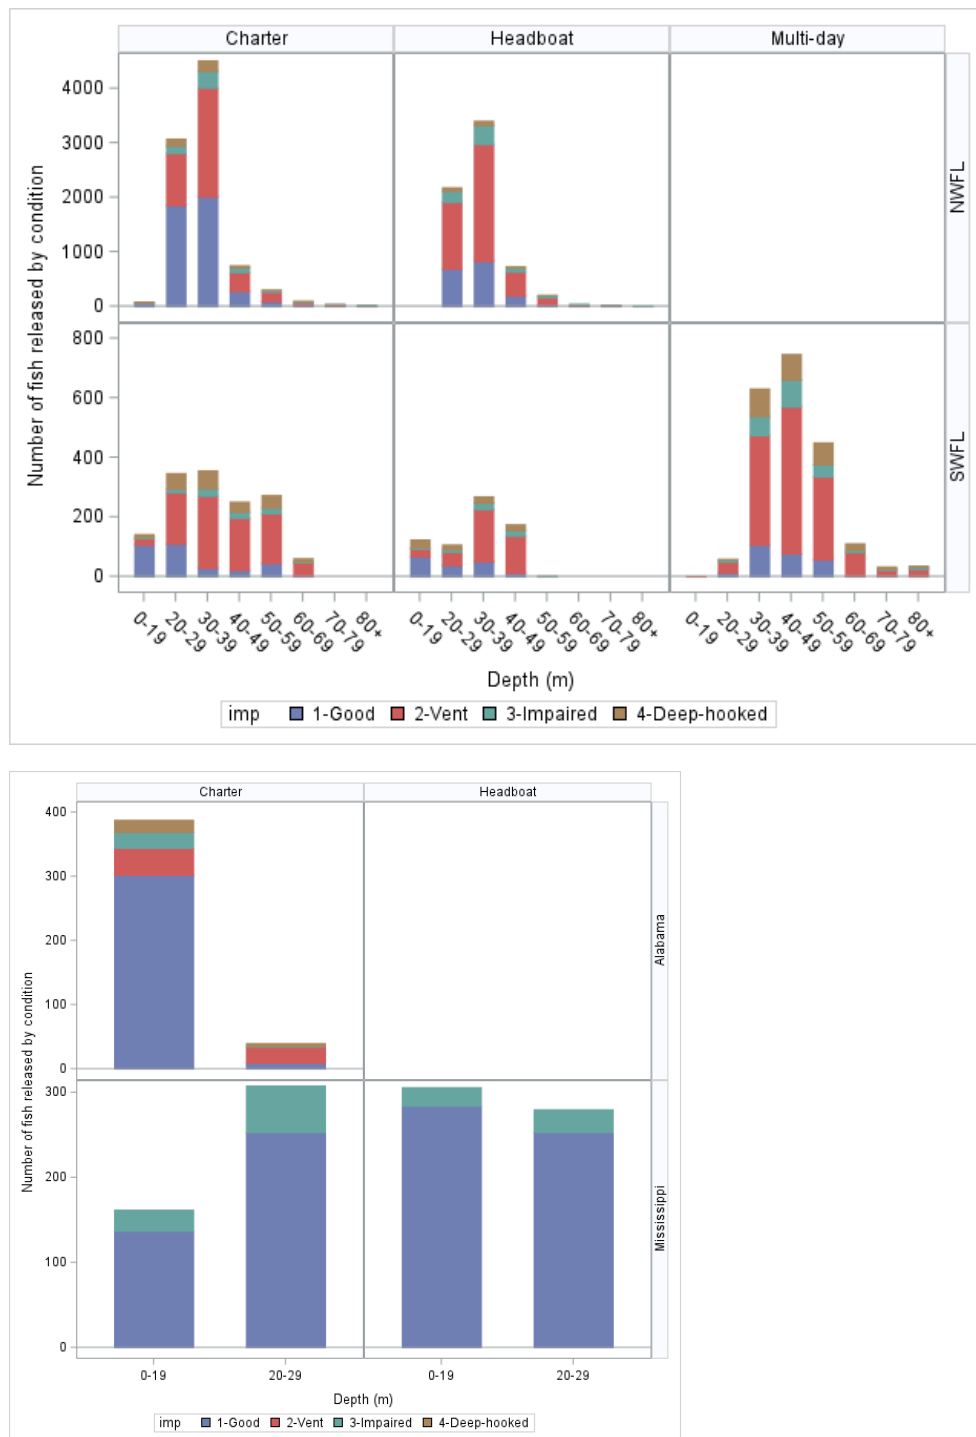 Charter Headboat Multi-day
Number of fish released by condition
4000
3000
2000
1000
0
NWFL
800
600
400
200
0
SWFL
0-19 20-29 30-39 40-49 50-59 60-69 70-79 80+ 0-19 20-29 30-39 40-49 50-59 60-69 70-79 80+ 0-19 20-29 30-39 40-49 50-59 60-69 70-79 80+
Depth (m)
imp 1-Good 2-Vent 3-Impaired 4-Deep-hooked
Charter Headboat
Number of fish released by condition
400
300
200
100
0
Alabama
300
200
100
0
Mississippi
0-19 20-29 0-19 20-29
Depth (m)
imp 1-Good 2-Vent 3-Impaired 4-Deep-hooked